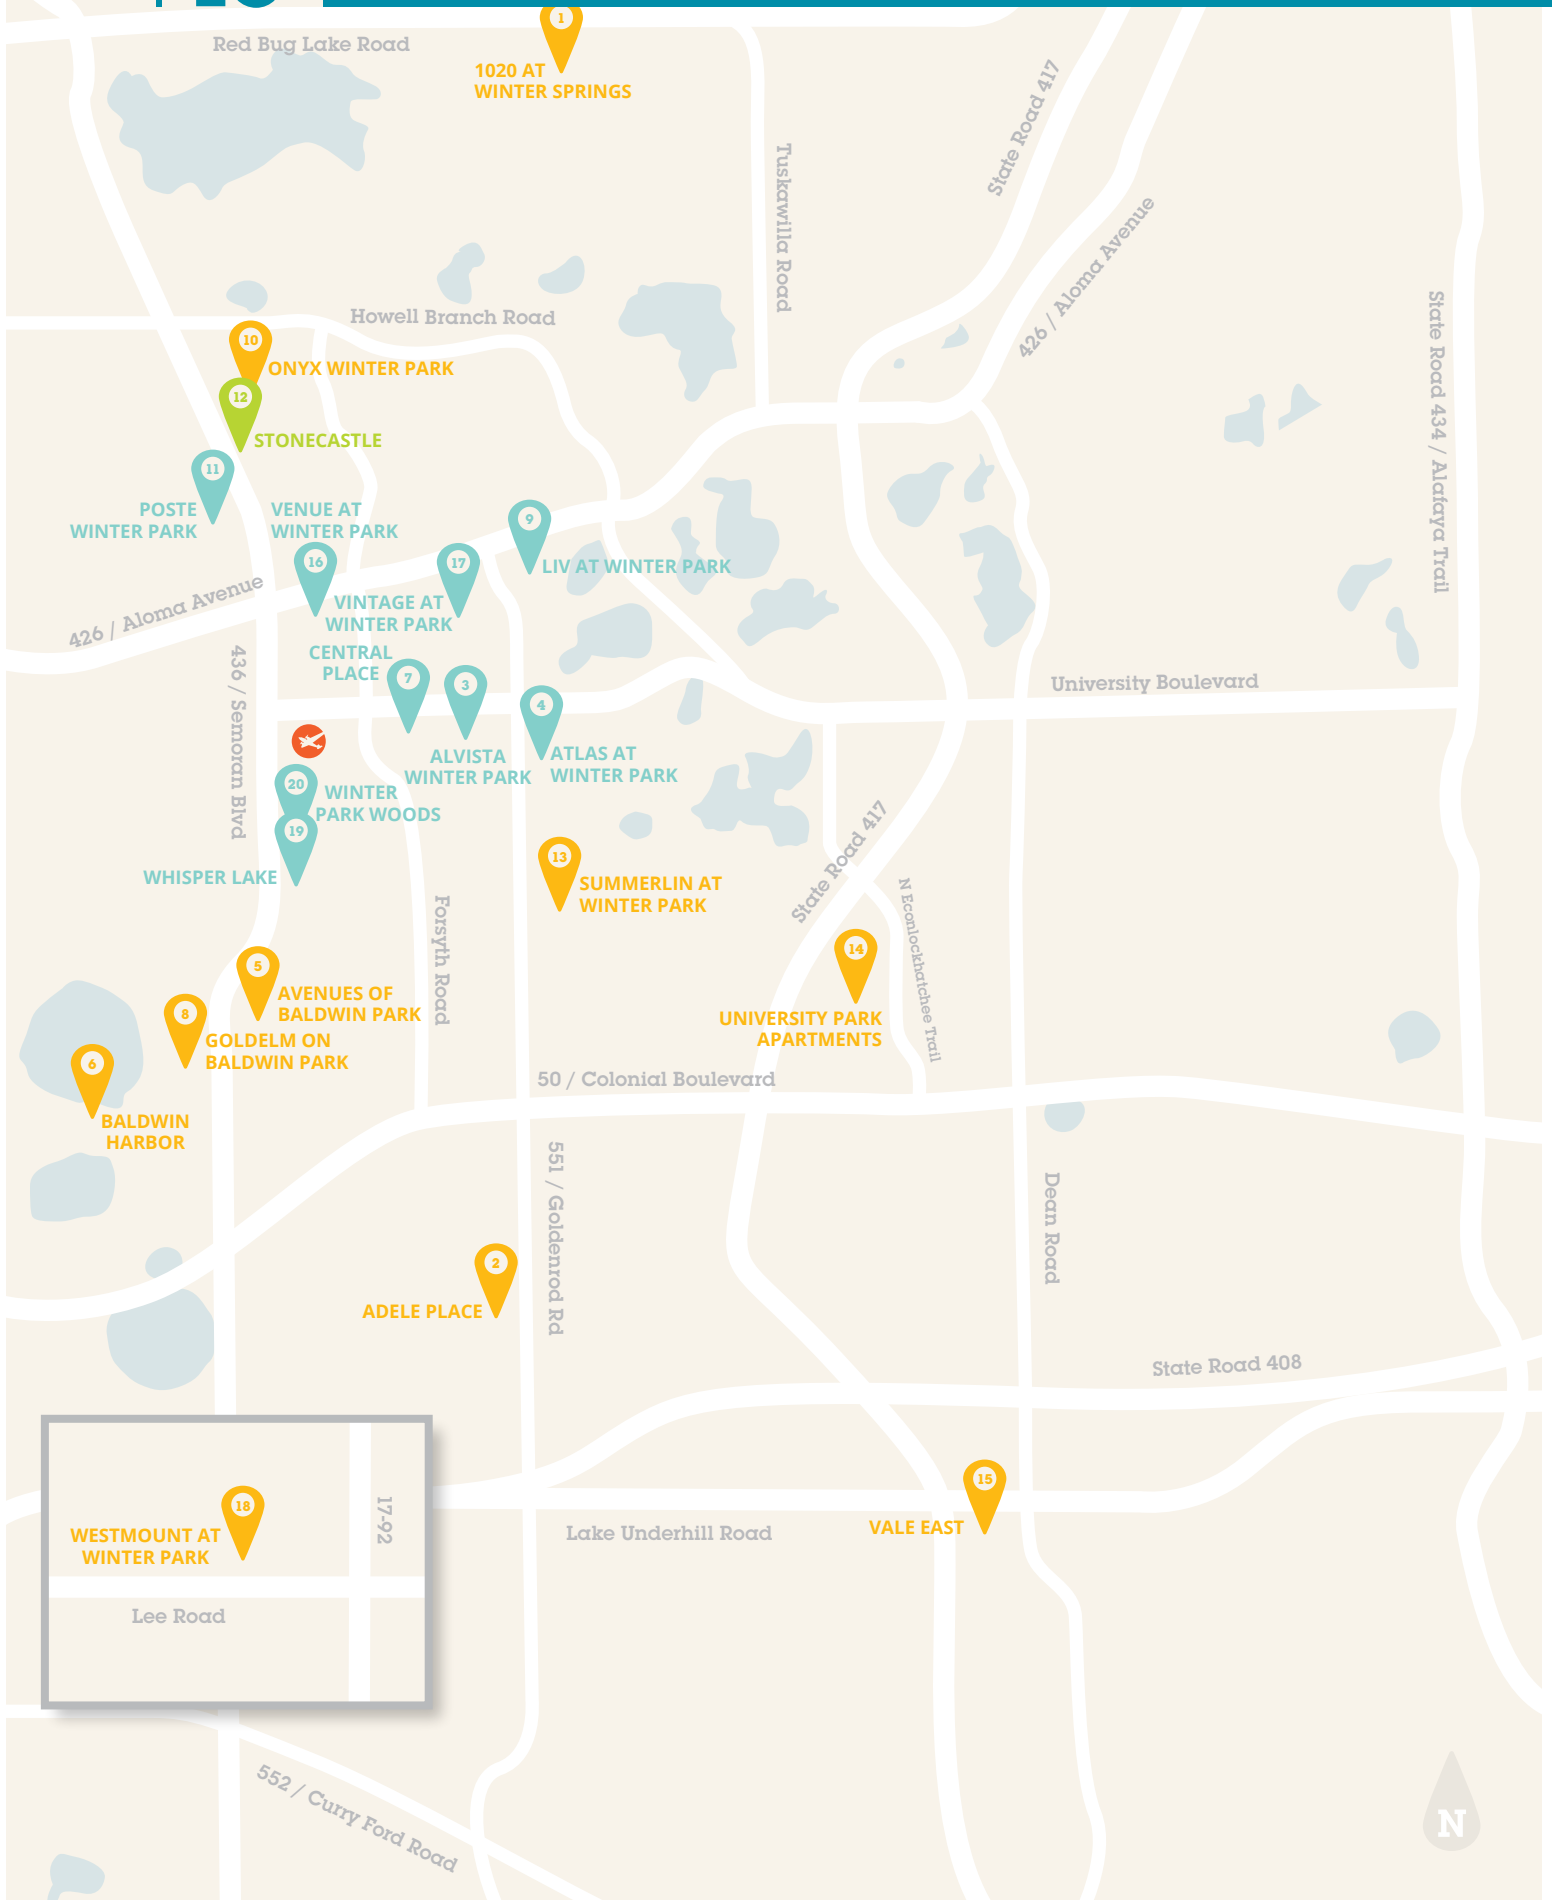 1
Red Bug Lake Road
1020 AT
WINTER SPRINGS
State Road 417
Tuskawilla Road
426 / Aloma Avenue
State Road 434 / Alafaya Trail
Howell Branch Road
10
ONYX WINTER PARK
12
STONECASTLE
11
POSTE
WINTER PARK
VENUE AT
WINTER PARK
9
LIV AT WINTER PARK
16
17
426 / Aloma Avenue
VINTAGE AT
WINTER PARK
CENTRAL
PLACE
7
3
4
436 / Semoran Blvd
University Boulevard
ALVISTA
WINTER PARK
ATLAS AT
WINTER PARK
20
WINTER
PARK WOODS
19
WHISPER LAKE
State Road 417
13
SUMMERLIN AT
WINTER PARK
Forsyth Road
N Econlockhatchee Trail
14
UNIVERSITY PARK
APARTMENTS
5
AVENUES OF
BALDWIN PARK
8
GOLDELM ON
BALDWIN PARK
6
BALDWIN
HARBOR
50 / Colonial Boulevard
551 / Goldenrod Rd
Dean Road
2
ADELE PLACE
State Road 408
15
VALE EAST
Lake Underhill Road
18
WESTMOUNT AT
WINTER PARK
17-92
Lee Road
552 / Curry Ford Road
N